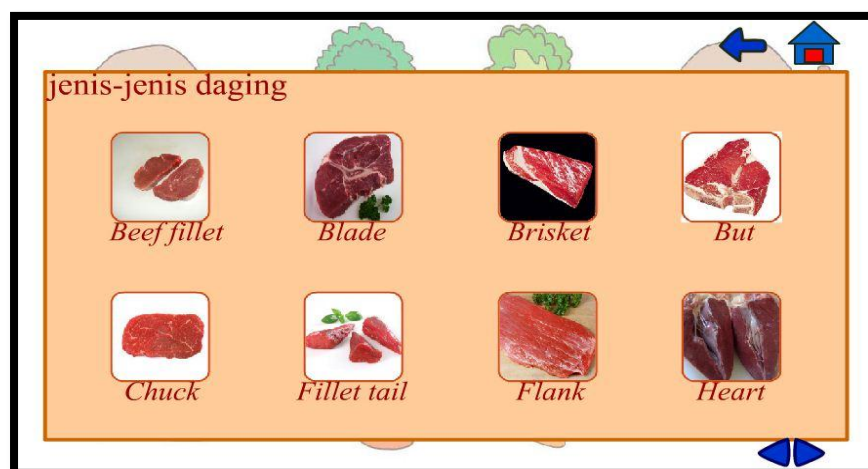 jenis-jenis daging
Beef fillet Blade Brisket But
Chuck Fillet tail Flank Heart